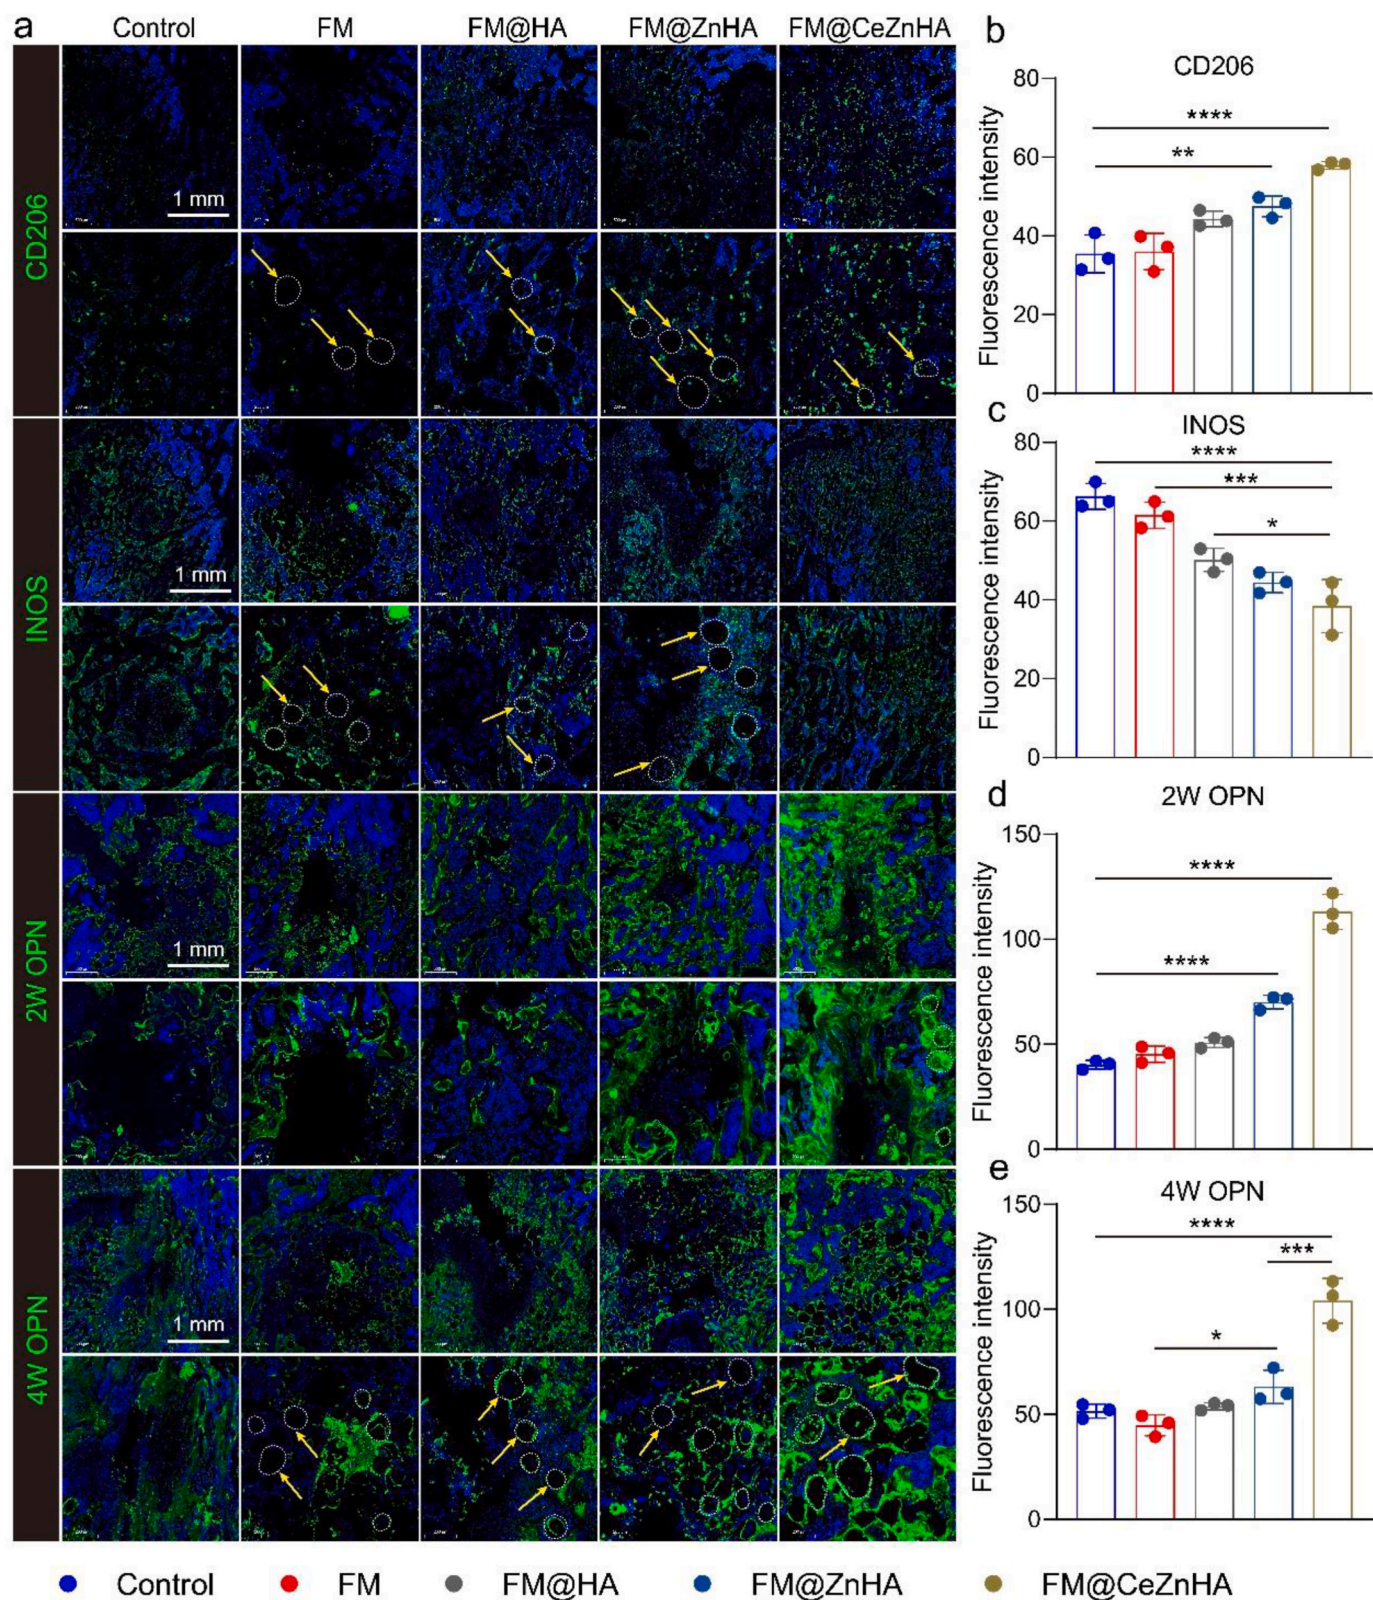 a
Control FM FM@HA FM@ZnHA FM@CeZnHA
CD206
1 mm
INOS
1 mm
2W OPN
1 mm
4W OPN
1 mm
b
CD206
Fluorescence intensity
80
60
40
20
0
****
**
c
INOS
Fluorescence intensity
80
60
40
20
0
****
***
*
d
2W OPN
Fluorescence intensity
150
100
50
0
****
****
e
4W OPN
Fluorescence intensity
150
100
50
0
****
***
*
Control FM FM@HA FM@ZnHA FM@CeZnHA